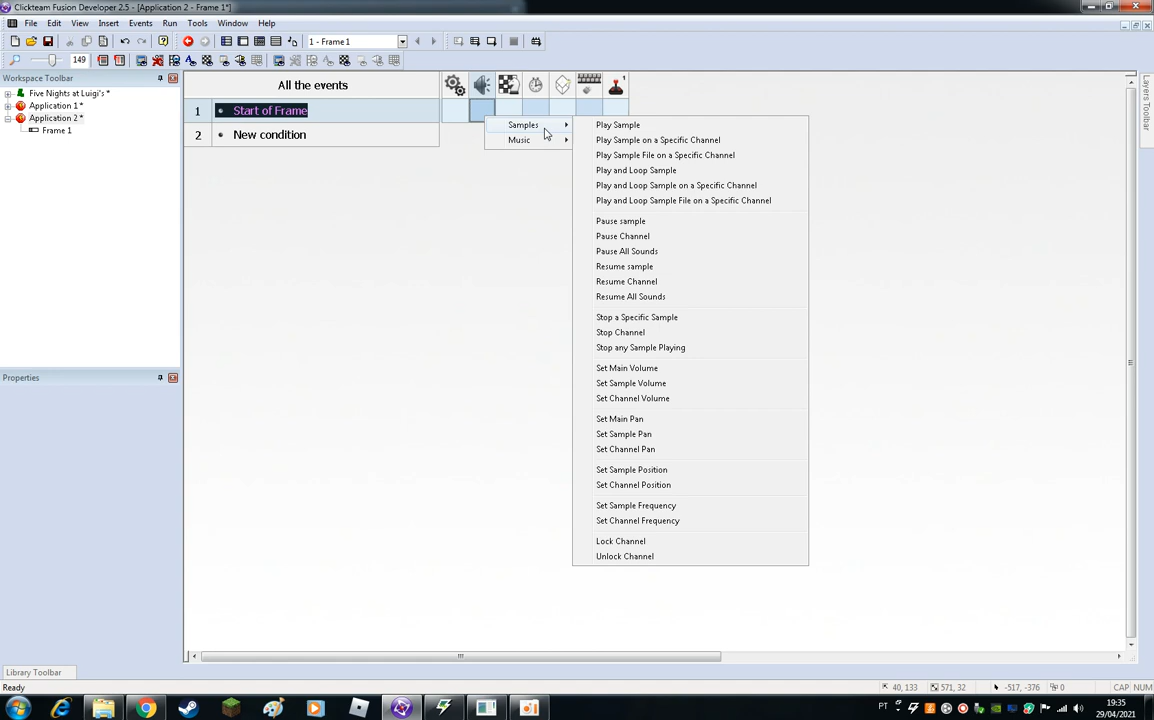 Clickteam Fusion Developer 2.5 - [Application 2 - Frame 1*]
File Edit View Insert Events Run Tools Window Help
1 - Frame 1
149
Workspace Toolbar
Five Nights at Luigi's *
Application 1 *
Application 2 *
Frame 1
Properties
Library Toolbar
Layers Toolbar
All the events
1 Start of Frame
2 New condition
Samples
Music
Play Sample
Play Sample on a Specific Channel
Play Sample File on a Specific Channel
Play and Loop Sample
Play and Loop Sample on a Specific Channel
Play and Loop Sample File on a Specific Channel
Pause sample
Pause Channel
Pause All Sounds
Resume sample
Resume Channel
Resume All Sounds
Stop a Specific Sample
Stop Channel
Stop any Sample Playing
Set Main Volume
Set Sample Volume
Set Channel Volume
Set Main Pan
Set Sample Pan
Set Channel Pan
Set Sample Position
Set Channel Position
Set Sample Frequency
Set Channel Frequency
Lock Channel
Unlock Channel
Ready
40, 133 571, 32 -517, -376 0 CAP NUM
PT
19:35
29/04/2021